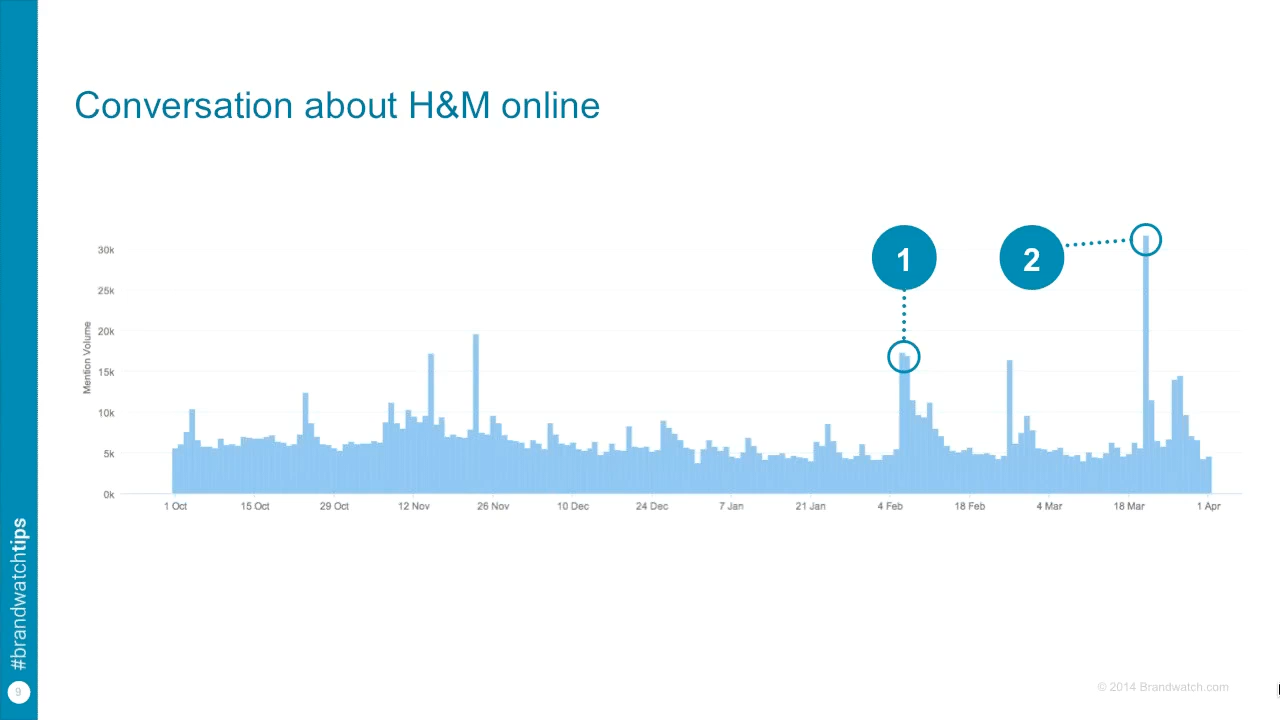 Conversation about H&M online
1
2
30k
25k
20k
15k
10k
5k
0k
Mention Volume
1 Oct
15 Oct
29 Oct
12 Nov
26 Nov
10 Dec
24 Dec
7 Jan
21 Jan
4 Feb
18 Feb
4 Mar
18 Mar
1 Apr
#brandwatchtips
9
© 2014 Brandwatch.com